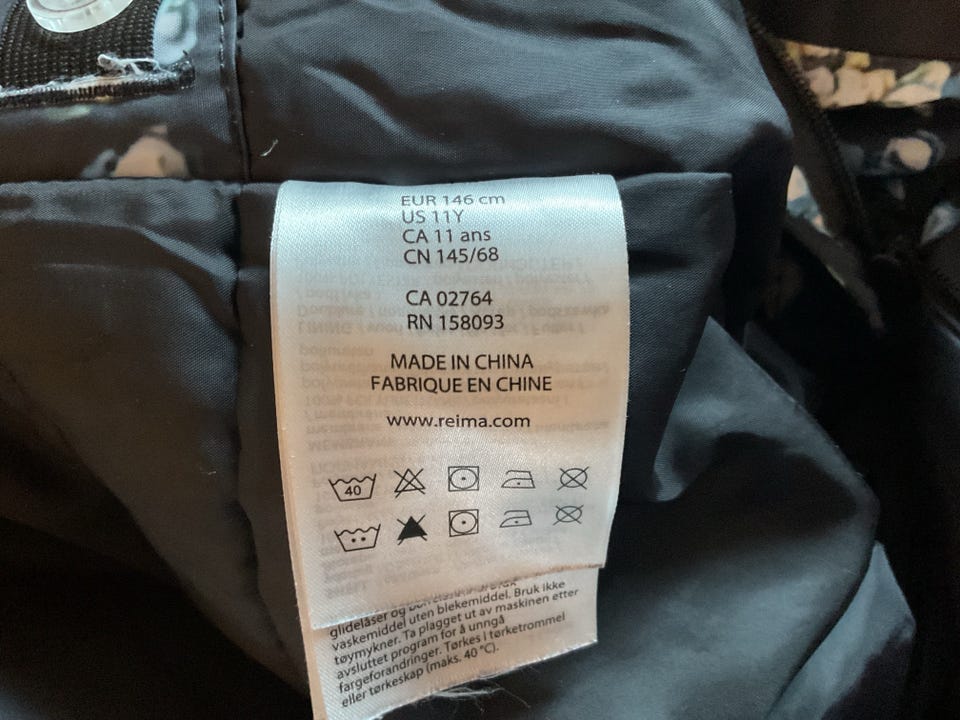 EUR 146 cm
US 11Y
CA 11 ans
CN 145/68
CA 02764
RN 158093
MADE IN CHINA
FABRIQUE EN CHINE
www.reima.com
40
glidelåser og
vaskemiddel uten blekemiddel. Bruk ikke
tøymykner. Ta plagget ut av maskinen etter
avsluttet program for å unngå
fargeforandringer. Tørkes i tørketrommel
eller tørkeskap (maks. 40 °C).